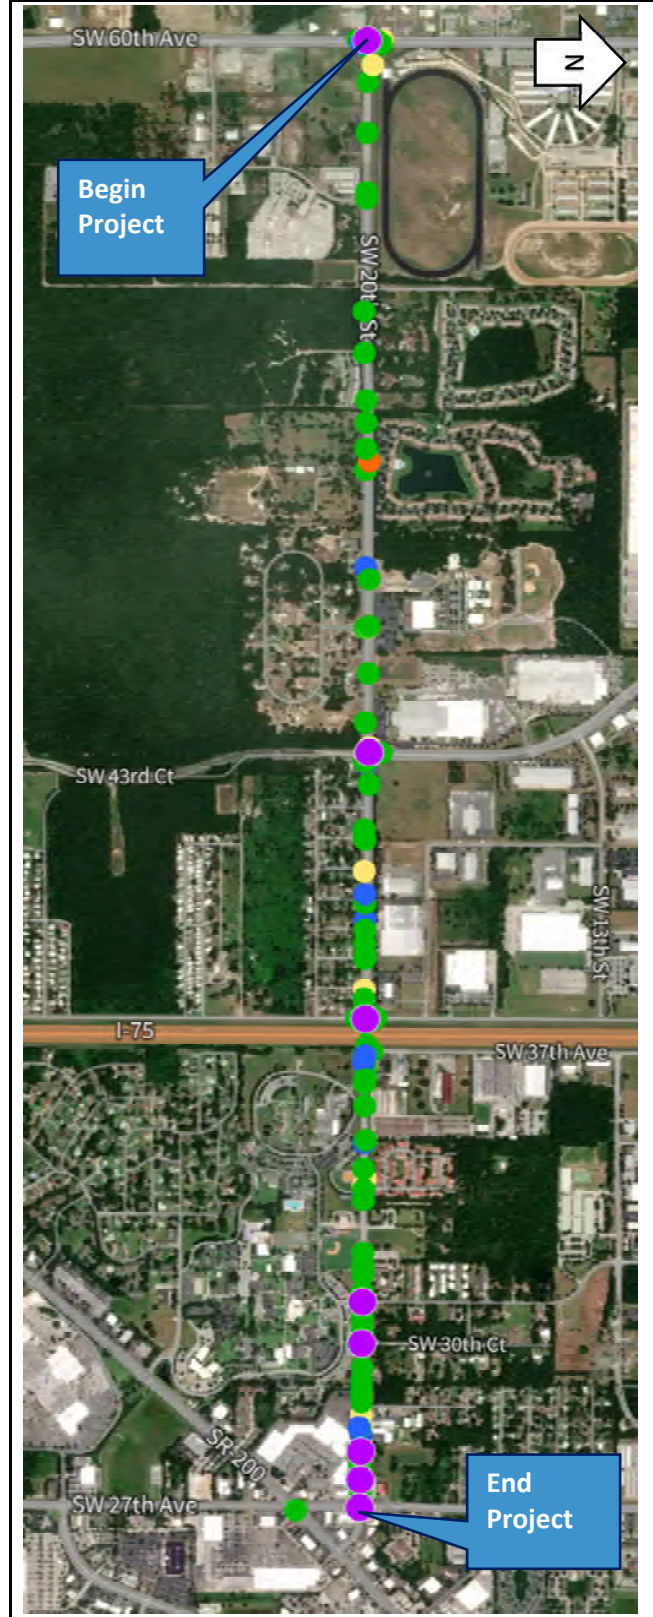 SW 60th Ave
N
Begin
Project
SW 20th St
SW 43rd Ct
SW 13th St
I-75
SW 37th Ave
SW 30th Ct
SR 200
SW 27th Ave
End
Project